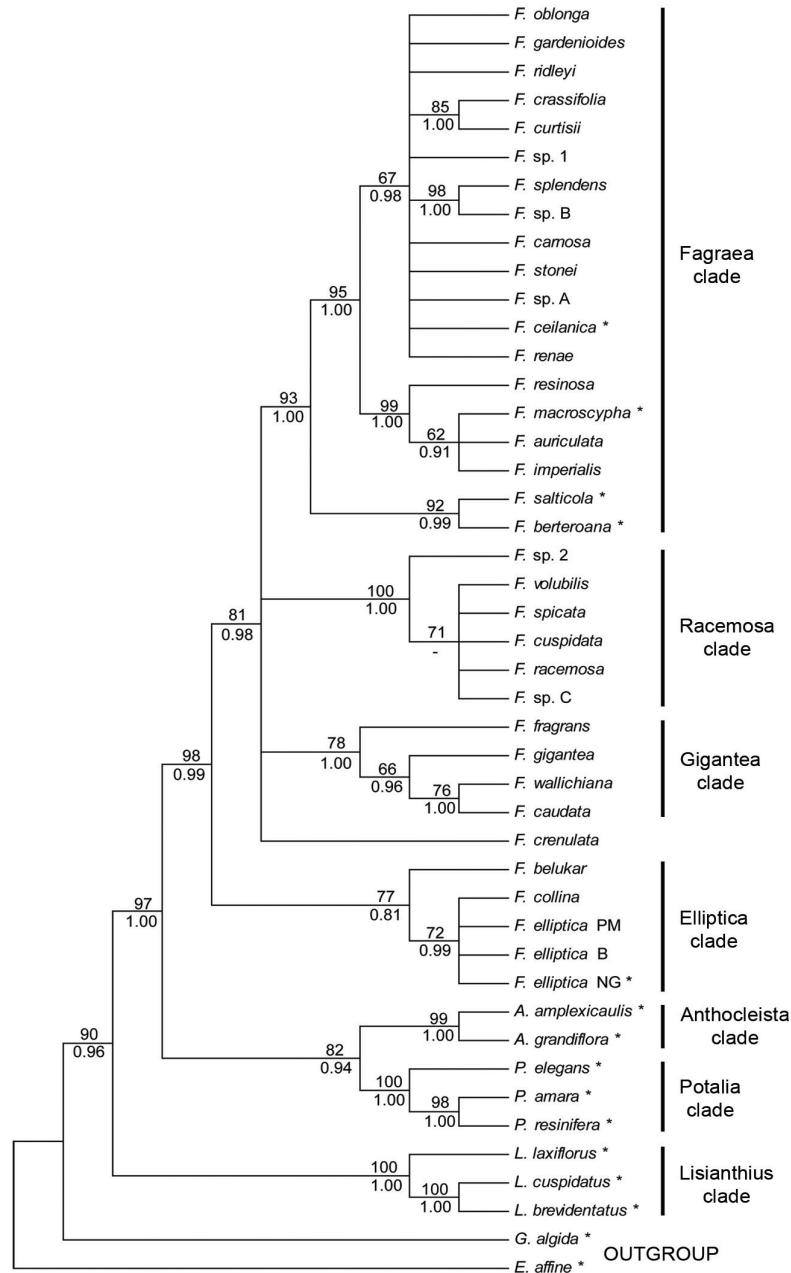 F. oblonga
F. gardenioides
F. ridleyi
85
1.00
F. crassifolia
F. curtisii
F. sp. 1
67
0.98
98
1.00
F. splendens
F. sp. B
F. carnosa
F. stonei
F. sp. A
F. ceilanica *
F. renae
Fagraea
clade
95
1.00
F. resinosa
99
1.00
F. macroscypha *
62
0.91
F. auriculata
F. imperialis
93
1.00
92
0.99
F. salticola *
F. berteroana *
F. sp. 2
100
1.00
F. volubilis
F. spicata
71
-
F. cuspidata
F. racemosa
F. sp. C
Racemosa
clade
81
0.98
F. fragrans
78
1.00
F. gigantea
66
0.96
76
1.00
F. wallichiana
F. caudata
Gigantea
clade
98
0.99
F. crenulata
F. belukar
77
0.81
F. collina
72
0.99
F. elliptica PM
F. elliptica B
F. elliptica NG *
Elliptica
clade
97
1.00
99
1.00
A. amplexicaulis *
A. grandiflora *
Anthocleista
clade
82
0.94
P. elegans *
100
1.00
98
1.00
P. amara *
P. resinifera *
Potalia
clade
90
0.96
L. laxiflorus *
100
1.00
100
1.00
L. cuspidatus *
L. brevidentatus *
Lisianthius
clade
G. algida *
E. affine *
OUTGROUP